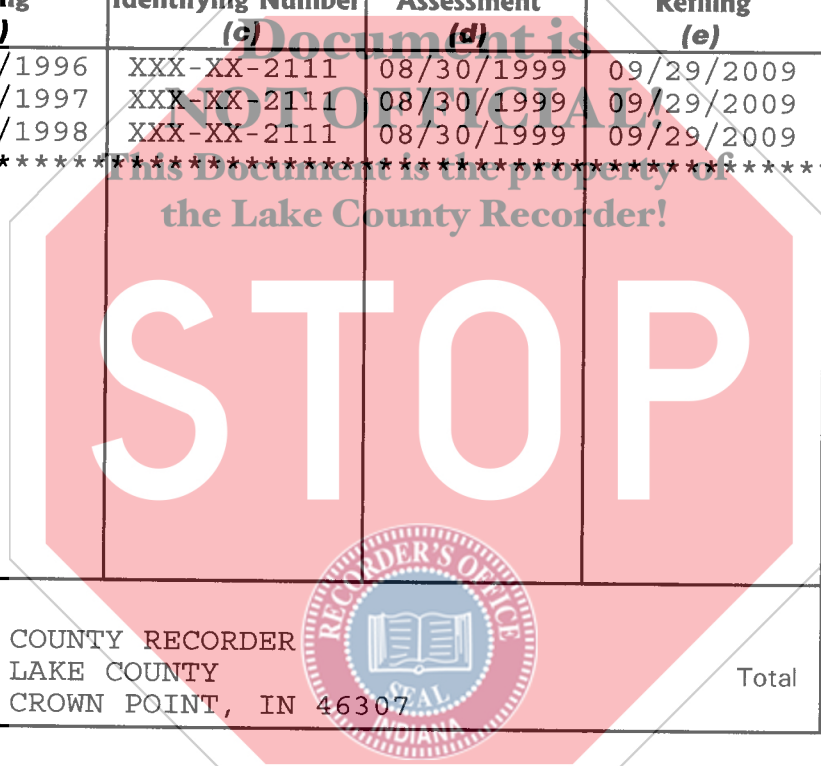 Identifying Number Assessment Refiling
(c) (d) (e)
Document is
/1996 XXX-XX-2111 08/30/1999 09/29/2009
/1997 XXX-XX-2111 08/30/1999 09/29/2009
NOT OFFICIAL!
/1998 XXX-XX-2111 08/30/1999 09/29/2009
This Document is the property of
the Lake County Recorder!
STOP
RECORDER'S OFFICE
COUNTY RECORDER
LAKE COUNTY Total
CROWN POINT, IN 46307
SEAL
INDIANA